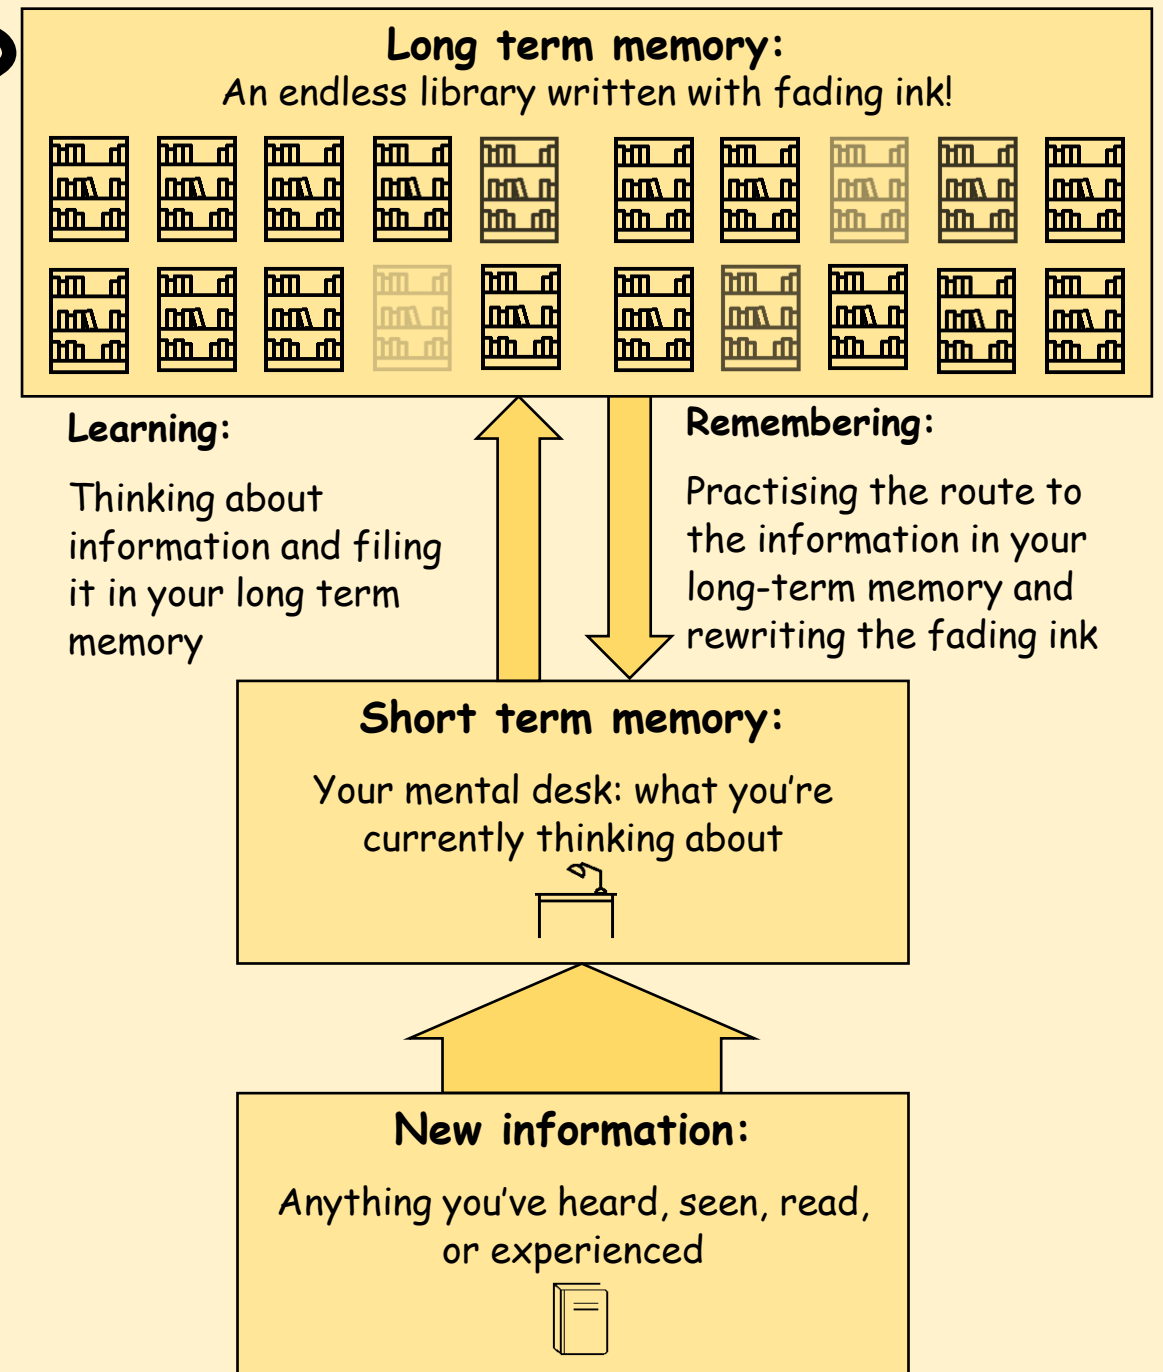 Long term memory:
An endless library written with fading ink!
Learning:
Thinking about
information and filing
it in your long term
memory
Remembering:
Practising the route to
the information in your
long-term memory and
rewriting the fading ink
Short term memory:
Your mental desk: what you're
currently thinking about
New information:
Anything you've heard, seen, read,
or experienced